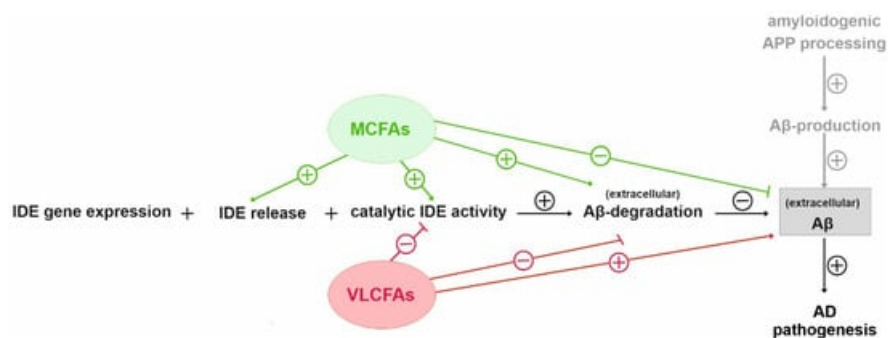 amyloidogenic
APP processing
+
MCFAs
Aβ-production
−
+
+
+
+
(extracellular)
(extracellular)
IDE gene expression + IDE release + catalytic IDE activity + Aβ-degradation − Aβ
−
−
+
+
VLCFAs
AD
pathogenesis